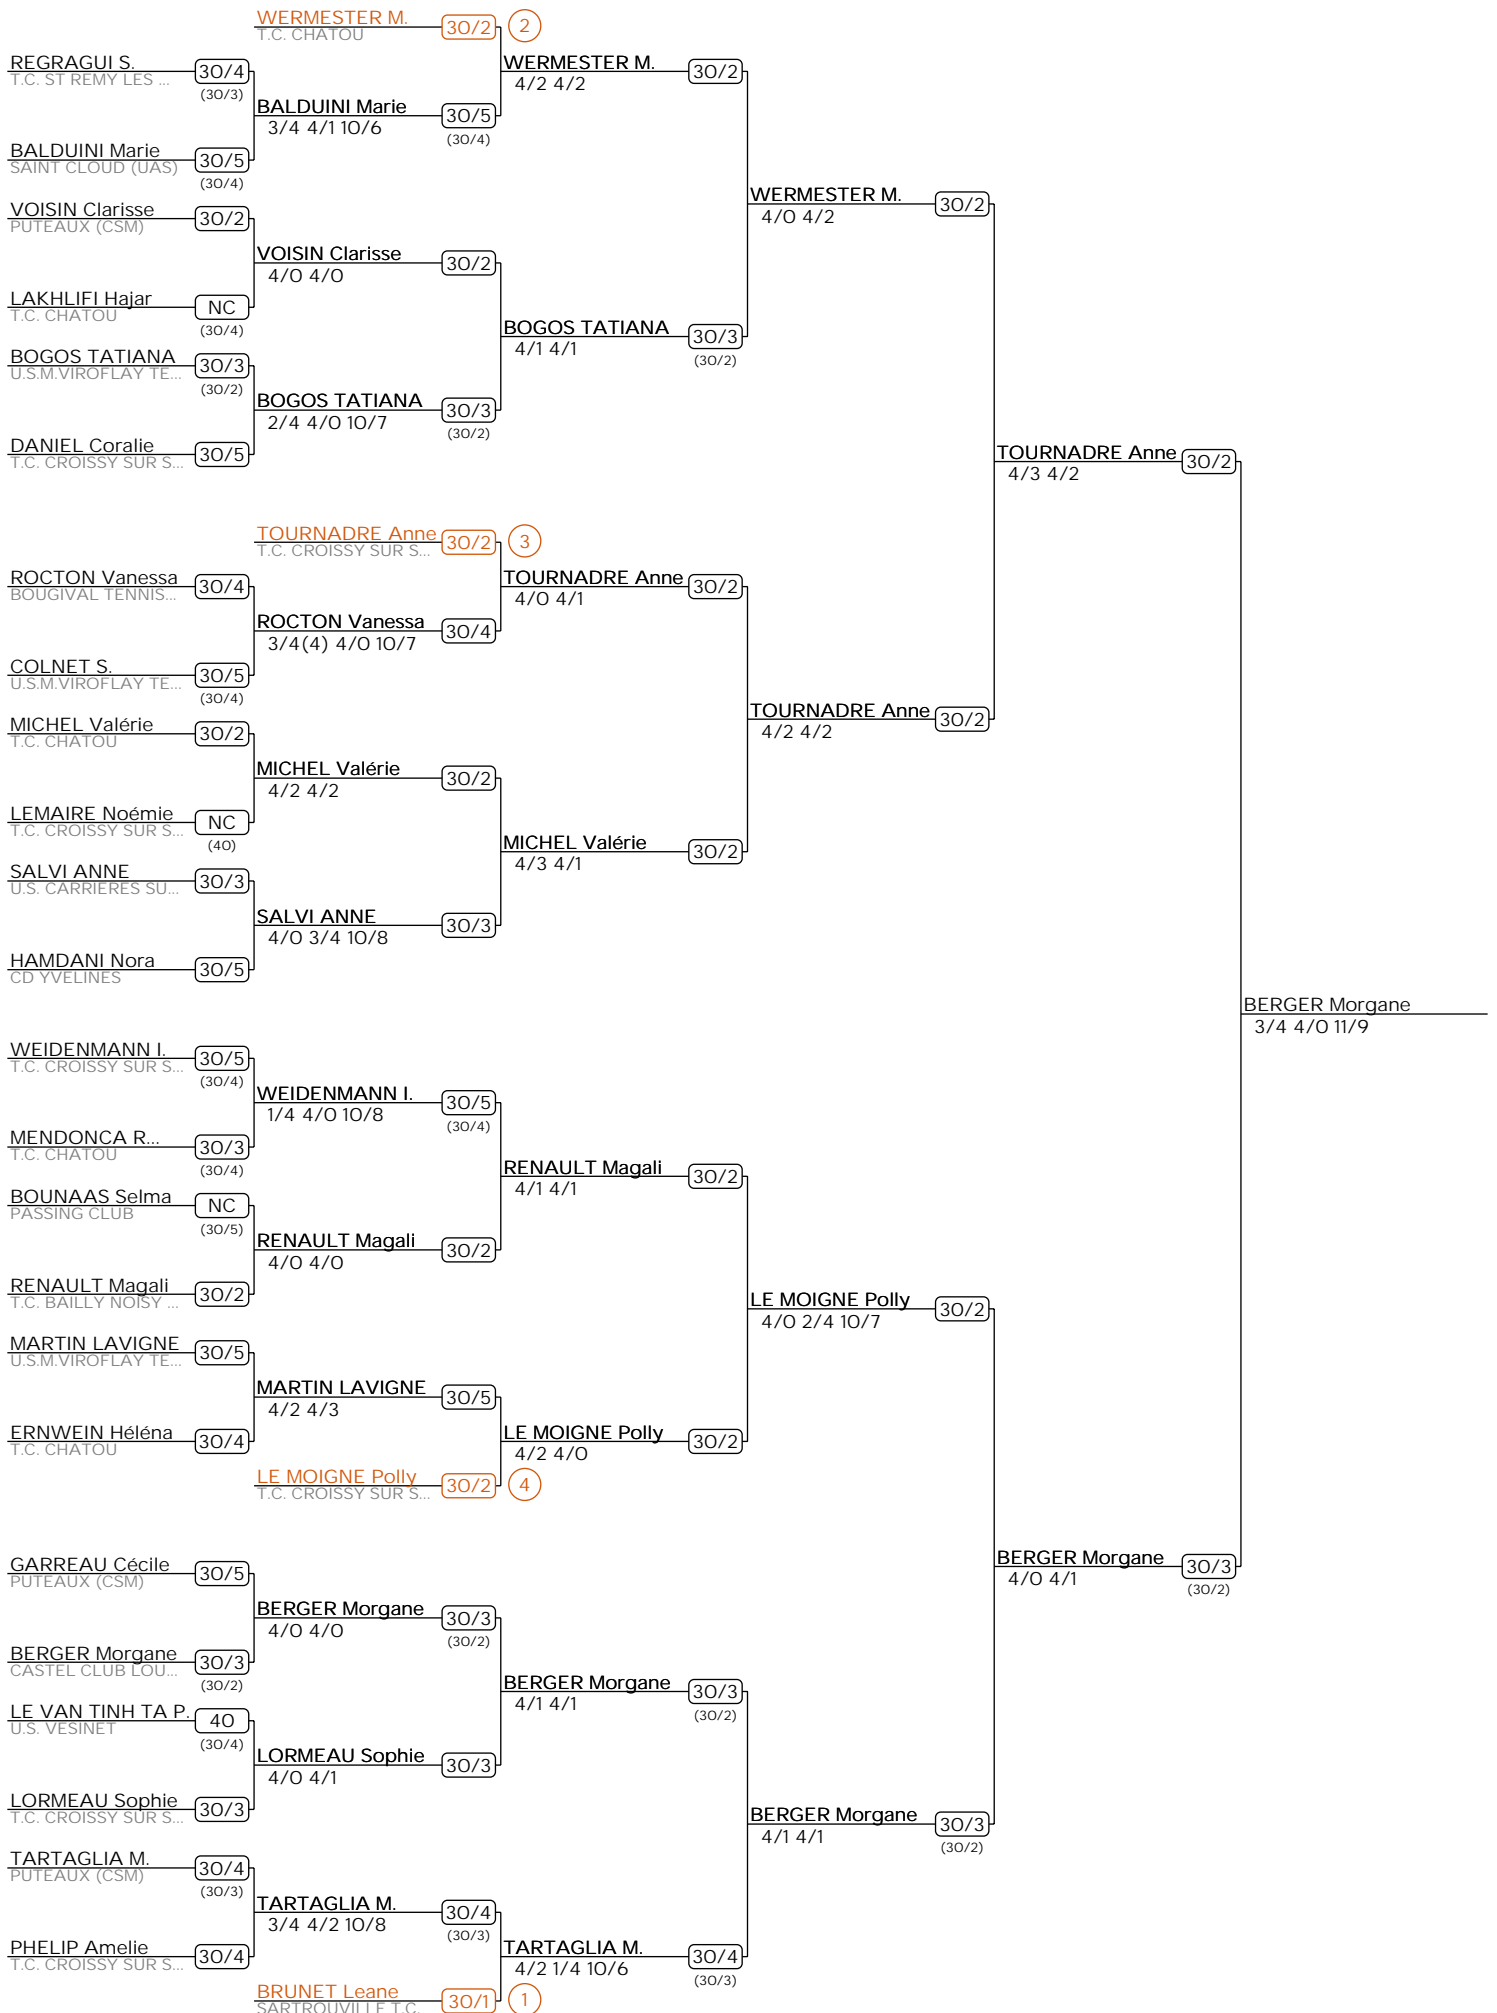 WERMESTER M.
T.C. CHATOU
30/2
2
REGRAGUI S.
T.C. ST REMY LES ...
30/4
(30/3)
WERMESTER M.
4/2 4/2
30/2
BALDUINI Marie
3/4 4/1 10/6
30/5
(30/4)
BALDUINI Marie
SAINT CLOUD (UAS)
30/5
(30/4)
WERMESTER M.
4/0 4/2
30/2
VOISIN Clarisse
PUTEAUX (CSM)
30/2
VOISIN Clarisse
4/0 4/0
30/2
LAKHLIFI Hajar
T.C. CHATOU
NC
(30/4)
BOGOS TATIANA
4/1 4/1
30/3
(30/2)
BOGOS TATIANA
U.S.M.VIROFLAY TE...
30/3
(30/2)
BOGOS TATIANA
2/4 4/0 10/7
30/3
(30/2)
DANIEL Coralie
T.C. CROISSY SUR S...
30/5
TOURNADRE Anne
4/3 4/2
30/2
TOURNADRE Anne
T.C. CROISSY SUR S...
30/2
3
ROCTON Vanessa
BOUGIVAL TENNIS...
30/4
TOURNADRE Anne
4/0 4/1
30/2
ROCTON Vanessa
3/4(4) 4/0 10/7
30/4
COLNET S.
U.S.M.VIROFLAY TE...
30/5
(30/4)
TOURNADRE Anne
4/2 4/2
30/2
MICHEL Valérie
T.C. CHATOU
30/2
MICHEL Valérie
4/2 4/2
30/2
LEMAIRE Noémie
T.C. CROISSY SUR S...
NC
(40)
MICHEL Valérie
4/3 4/1
30/2
SALVI ANNE
U.S. CARRIERES SU...
30/3
SALVI ANNE
4/0 3/4 10/8
30/3
HAMDANI Nora
CD YVELINES
30/5
BERGER Morgane
3/4 4/0 11/9
WEIDENMANN I.
T.C. CROISSY SUR S...
30/5
(30/4)
WEIDENMANN I.
1/4 4/0 10/8
30/5
(30/4)
MENDONCA R...
T.C. CHATOU
30/3
(30/4)
RENAULT Magali
4/1 4/1
30/2
BOUNAAS Selma
PASSING CLUB
NC
(30/5)
RENAULT Magali
4/0 4/0
30/2
RENAULT Magali
T.C. BAILLY NOISY ...
30/2
LE MOIGNE Polly
4/0 2/4 10/7
30/2
MARTIN LAVIGNE
U.S.M.VIROFLAY TE...
30/5
MARTIN LAVIGNE
4/2 4/3
30/5
ERNWEIN Héléna
T.C. CHATOU
30/4
LE MOIGNE Polly
4/2 4/0
30/2
LE MOIGNE Polly
T.C. CROISSY SUR S...
30/2
4
BERGER Morgane
4/0 4/1
30/3
(30/2)
GARREAU Cécile
PUTEAUX (CSM)
30/5
BERGER Morgane
4/0 4/0
30/3
(30/2)
BERGER Morgane
CASTEL CLUB LOU...
30/3
(30/2)
BERGER Morgane
4/1 4/1
30/3
(30/2)
LE VAN TINH TA P.
U.S. VESINET
40
(30/4)
LORMEAU Sophie
4/0 4/1
30/3
LORMEAU Sophie
T.C. CROISSY SUR S...
30/3
BERGER Morgane
4/1 4/1
30/3
(30/2)
TARTAGLIA M.
PUTEAUX (CSM)
30/4
(30/3)
TARTAGLIA M.
3/4 4/2 10/8
30/4
(30/3)
PHELIP Amelie
T.C. CROISSY SUR S...
30/4
TARTAGLIA M.
4/2 1/4 10/6
30/4
(30/3)
BRUNET Leane
SARTROUVILLE T.C.
30/1
1